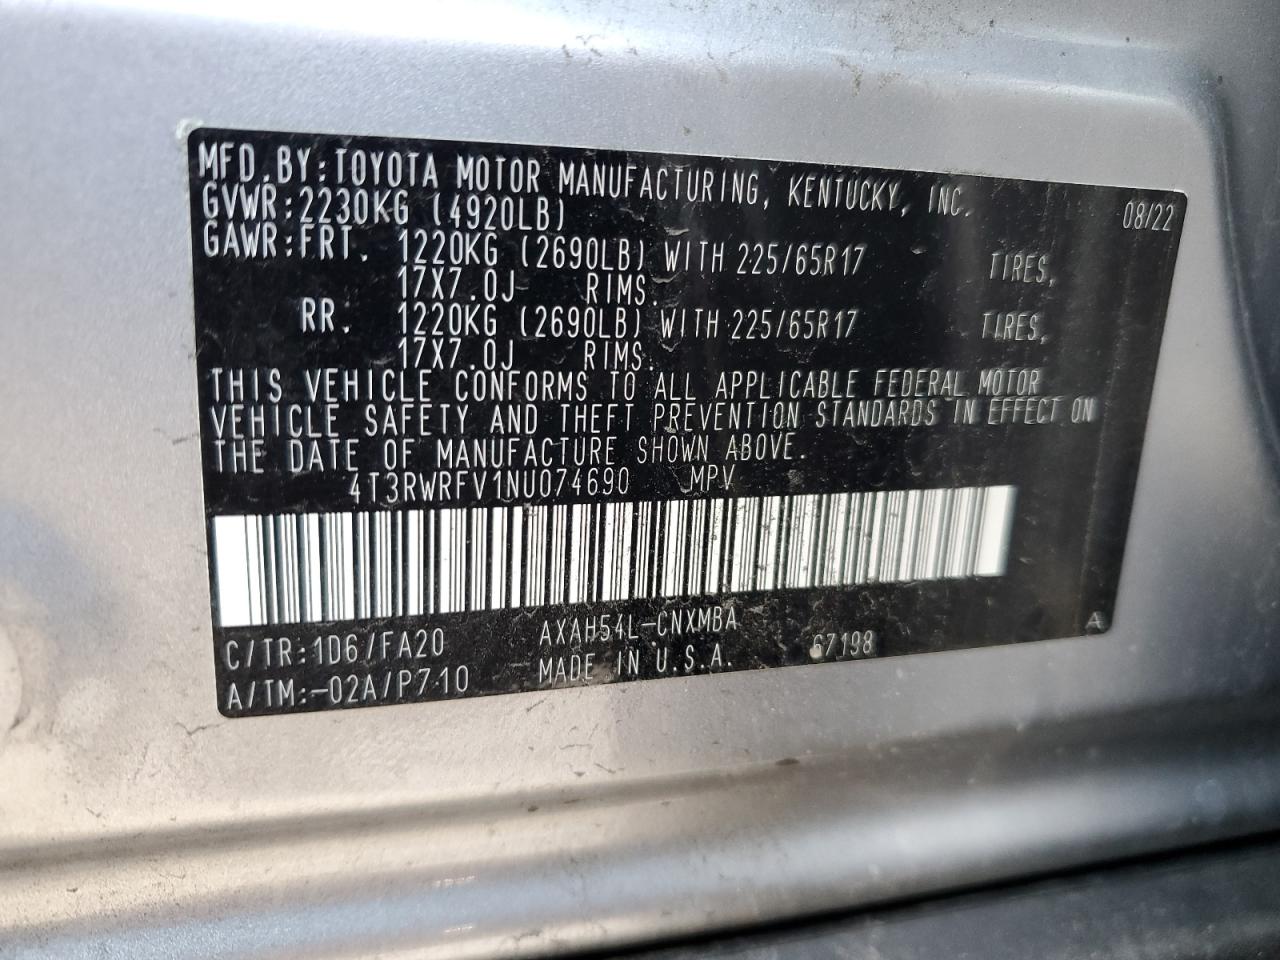 MFD.BY:TOYOTA MOTOR MANUFACTURING, KENTUCKY, INC. 08/22
GVWR:2230KG (4920LB)
GAWR:FRT. 1220KG (2690LB) WITH 225/65R17 TIRES,
17X7.0J RIMS.
RR. 1220KG (2690LB) WITH 225/65R17 TIRES,
17X7.0J RIMS.
THIS VEHICLE CONFORMS TO ALL APPLICABLE FEDERAL MOTOR
VEHICLE SAFETY AND THEFT PREVENTION STANDARDS IN EFFECT ON
THE DATE OF MANUFACTURE SHOWN ABOVE.
4T3RWRFV1NU074690 MPV
C/TR:1D6/FA20 AXAH54L-CNXMBA A
A/TM:-02A/P710 MADE IN U.S.A. 67198